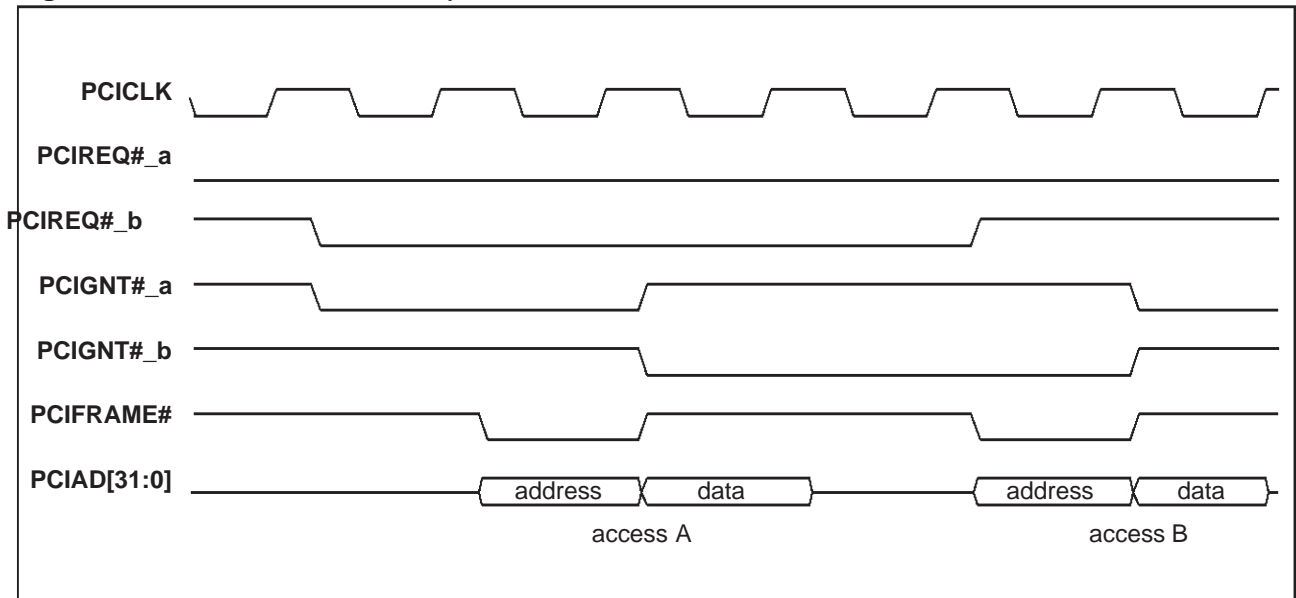 PCICLK
PCIREQ#_a
PCIREQ#_b
PCIGNT#_a
PCIGNT#_b
PCIFRAME#
PCIAD[31:0]
address data address data
access A access B